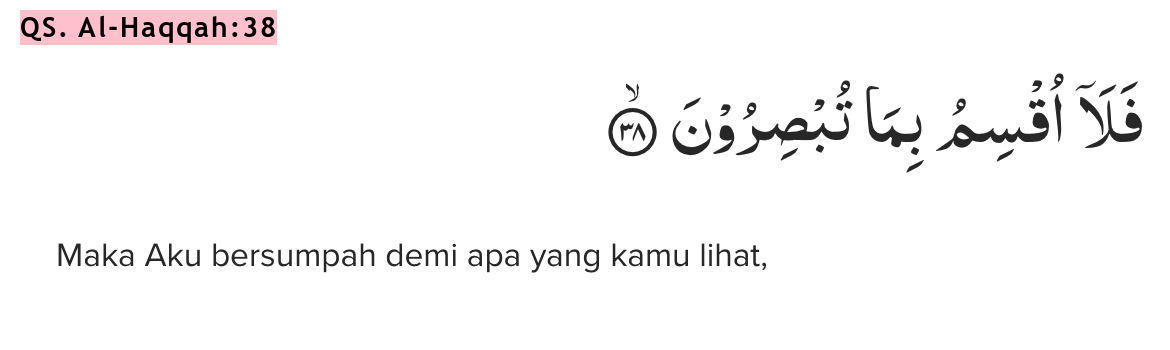 QS. Al-Haqqah:38
فَلَآ اُقْسِمُ بِمَا تُبْصِرُوْنَۙ ٣٨
Maka Aku bersumpah demi apa yang kamu lihat,